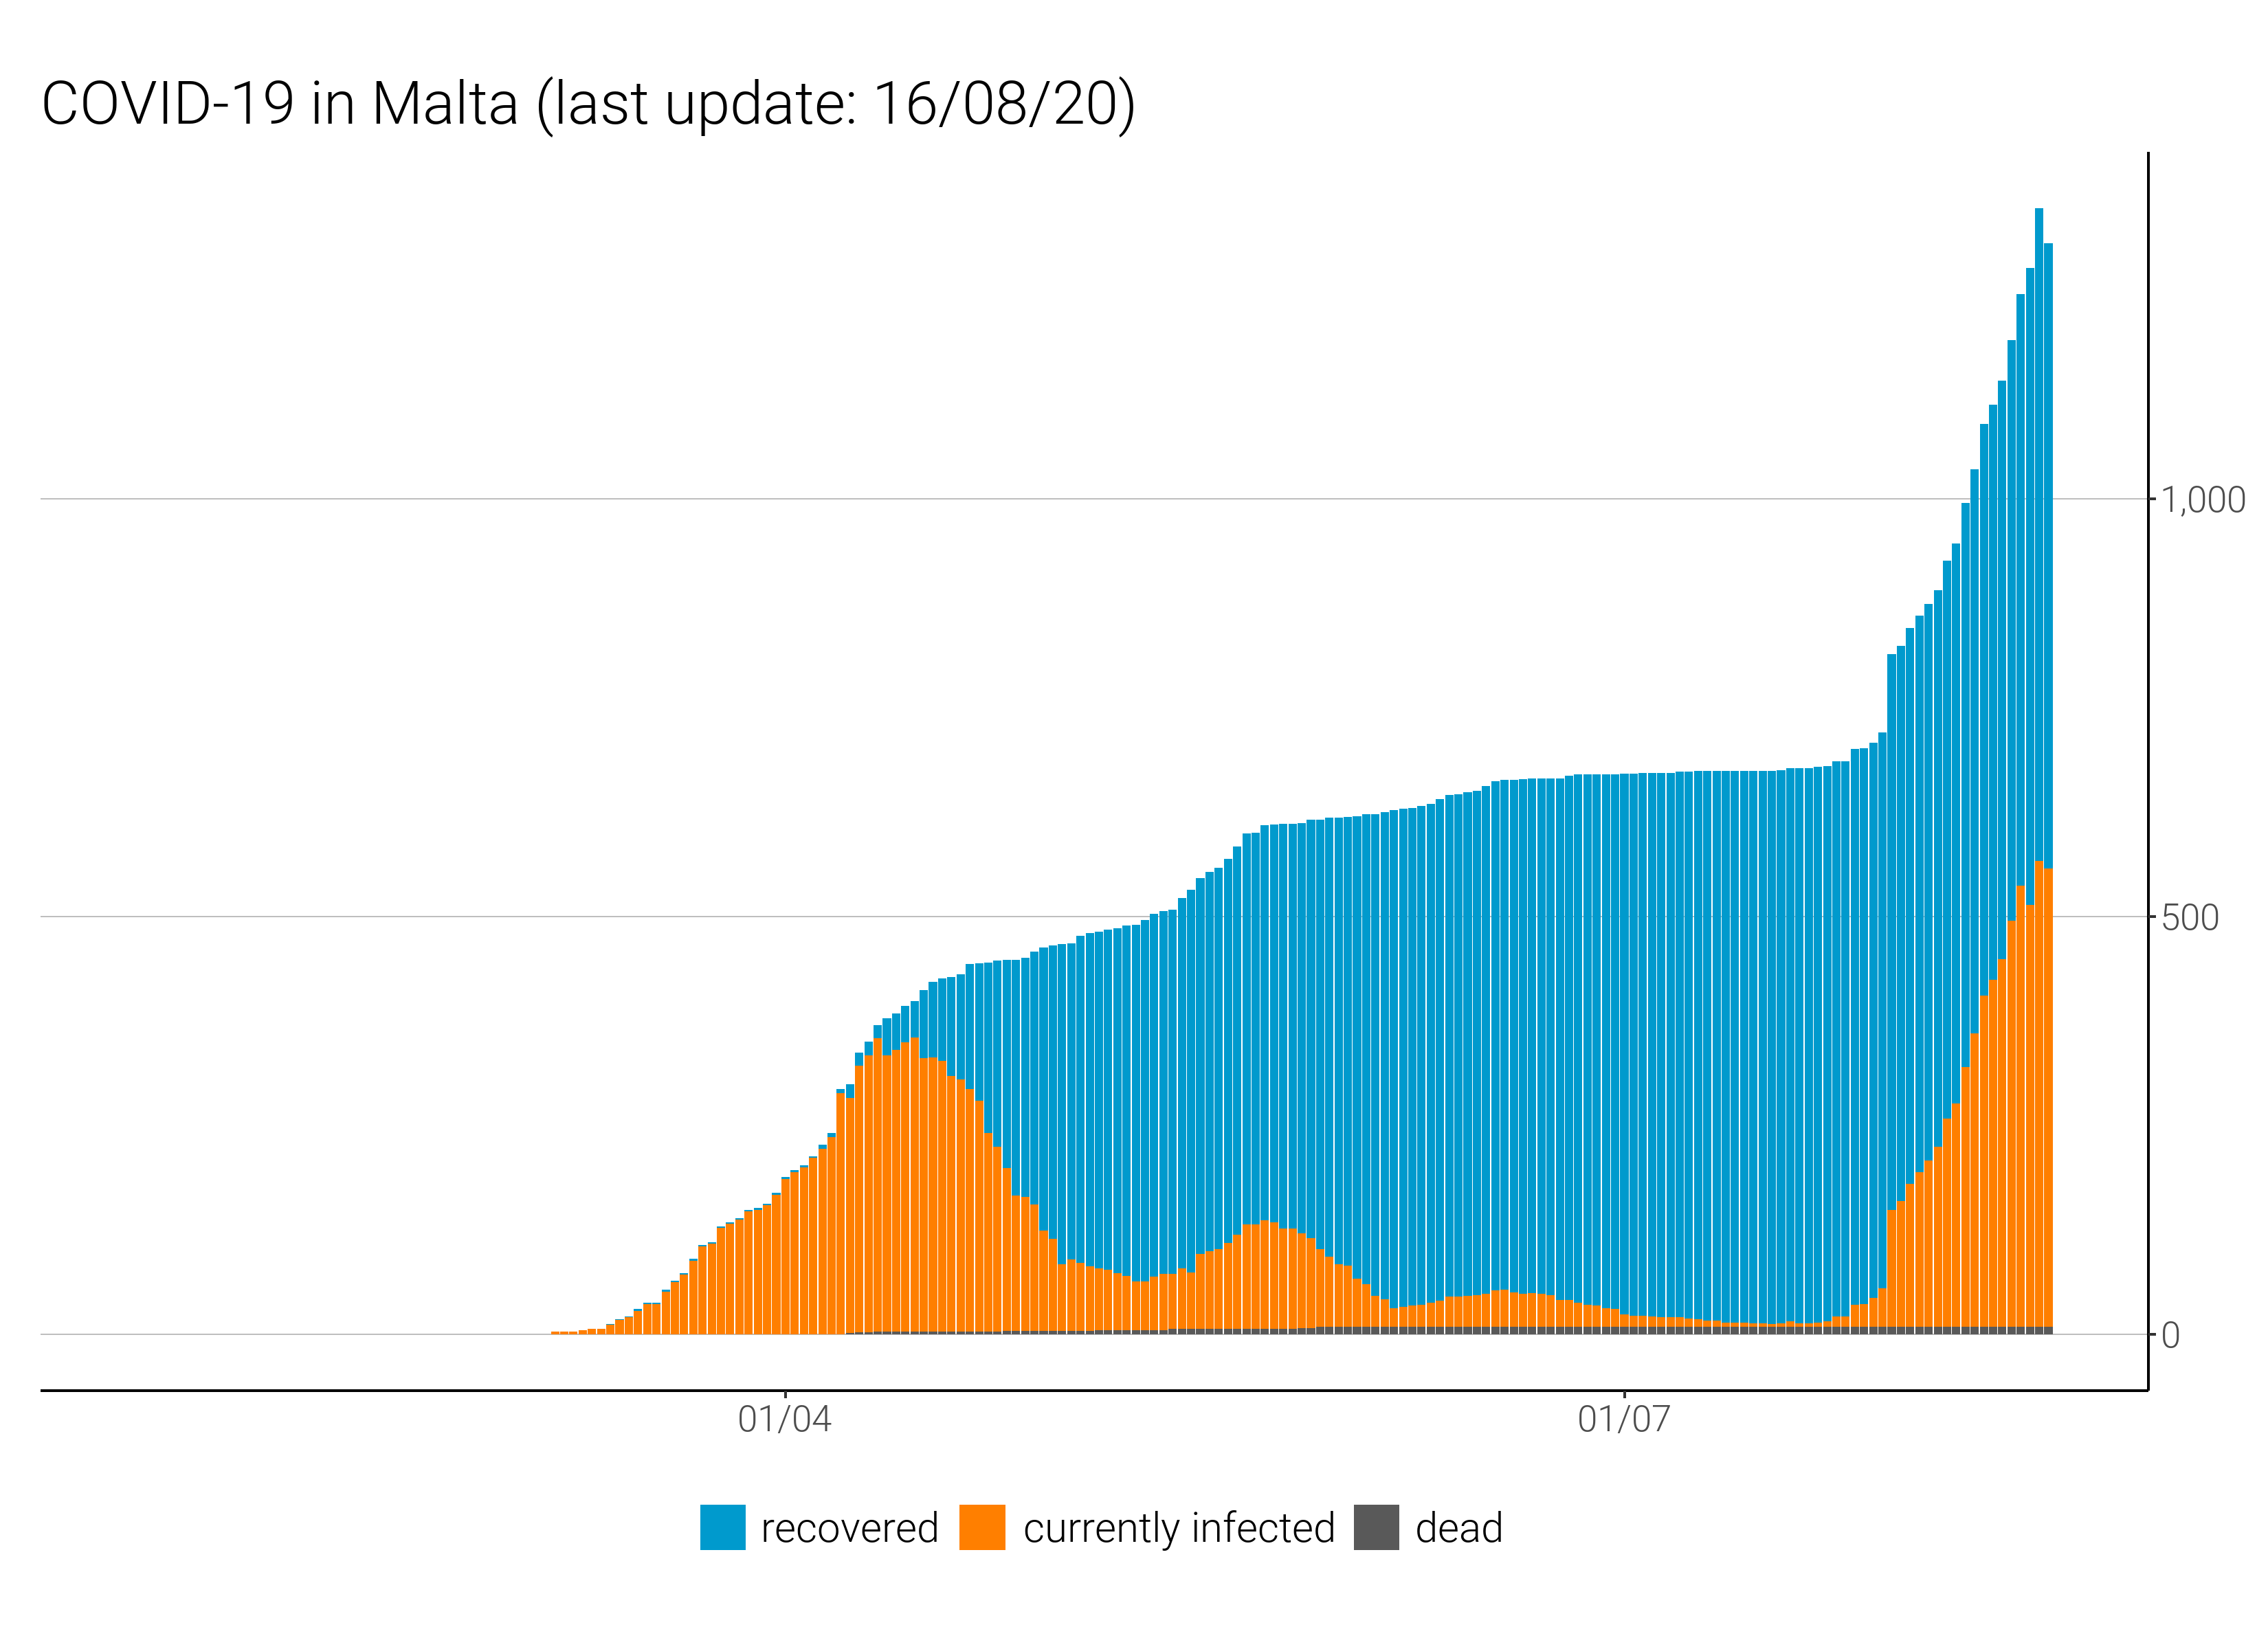 COVID-19 in Malta (last update: 16/08/20)
1,000
500
0
01/04 01/07
recovered currently infected dead